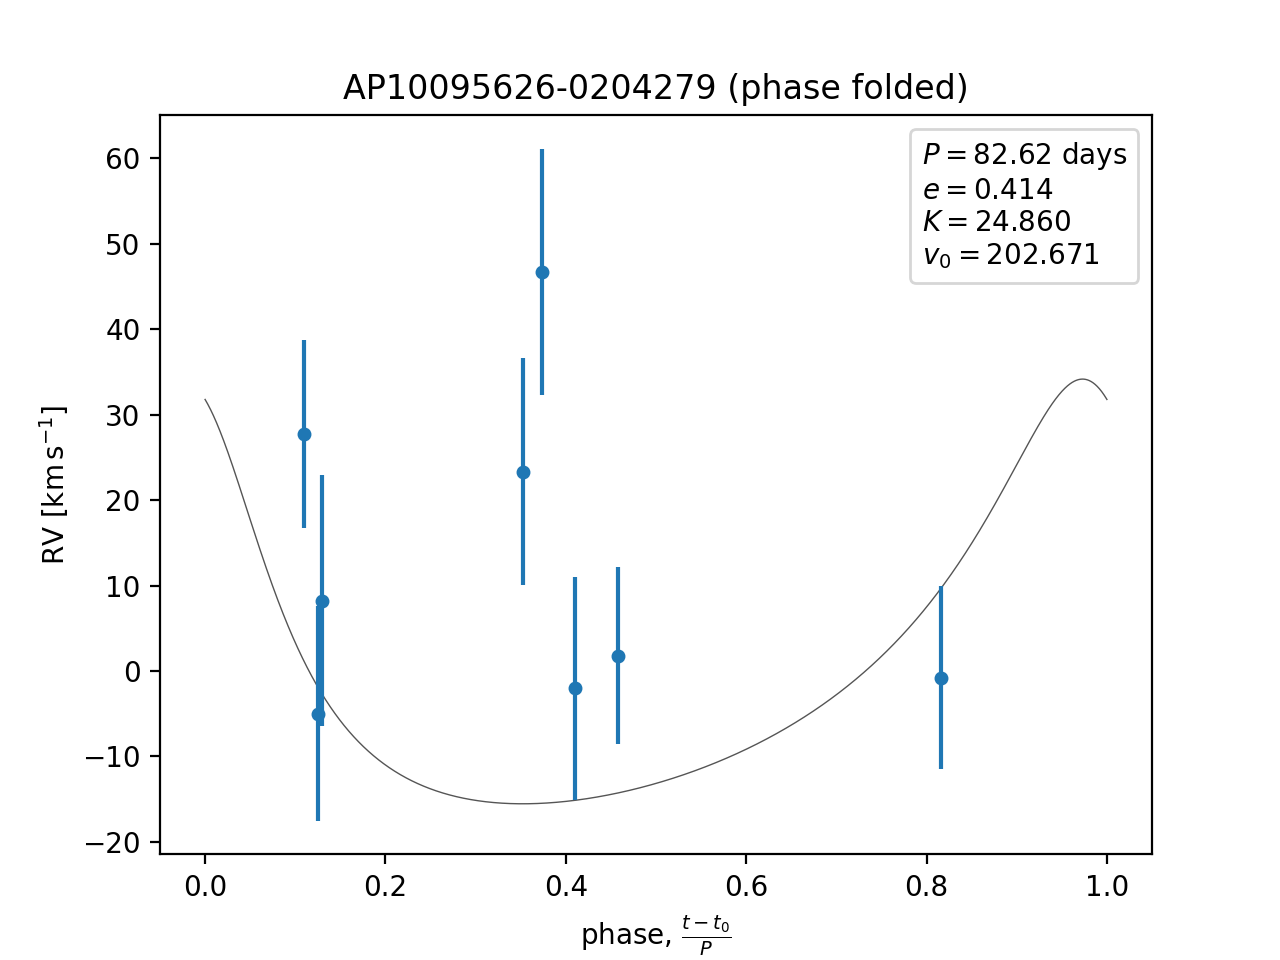 AP10095626-0204279 (phase folded)
P = 82.62 days
e = 0.414
K = 24.860
v₀ = 202.671
60
50
40
30
20
10
0
−10
−20
RV [km s⁻¹]
0.0 0.2 0.4 0.6 0.8 1.0
phase, (t − t₀)/P